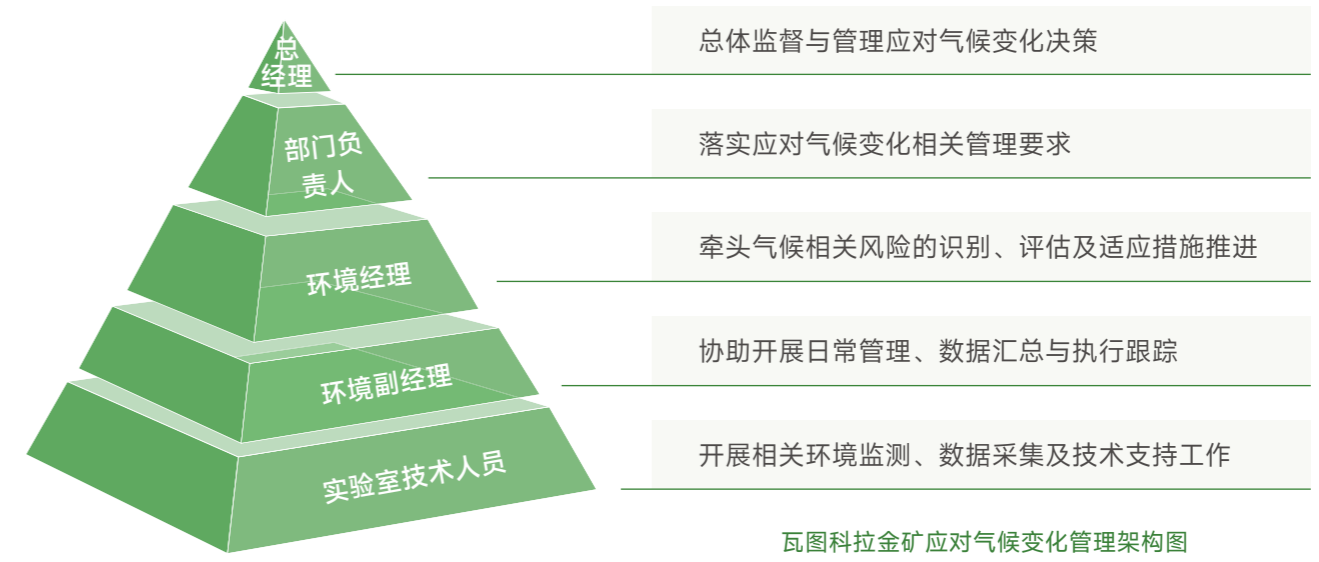 总
经理
总体监督与管理应对气候变化决策
部门负
责人
落实应对气候变化相关管理要求
环境经理
牵头气候相关风险的识别、评估及适应措施推进
环境副经理
协助开展日常管理、数据汇总与执行跟踪
实验室技术人员
开展相关环境监测、数据采集及技术支持工作
瓦图科拉金矿应对气候变化管理架构图